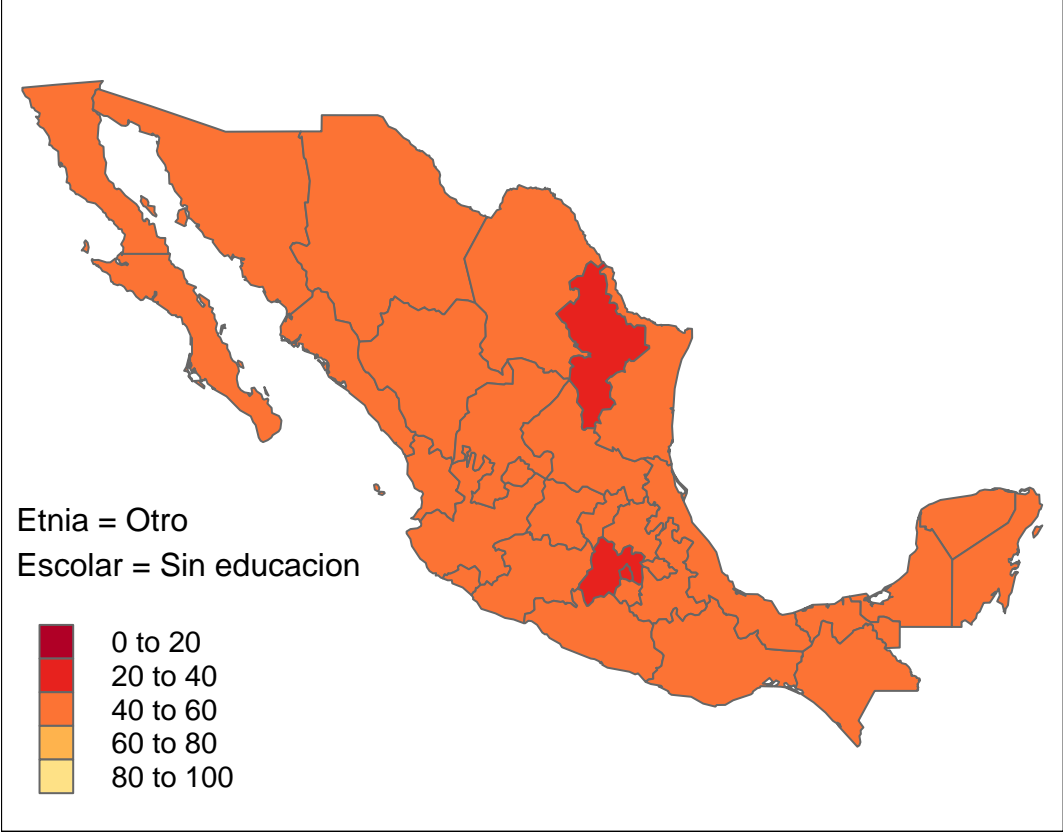 Etnia = Otro
Escolar = Sin educacion
0 to 20
20 to 40
40 to 60
60 to 80
80 to 100